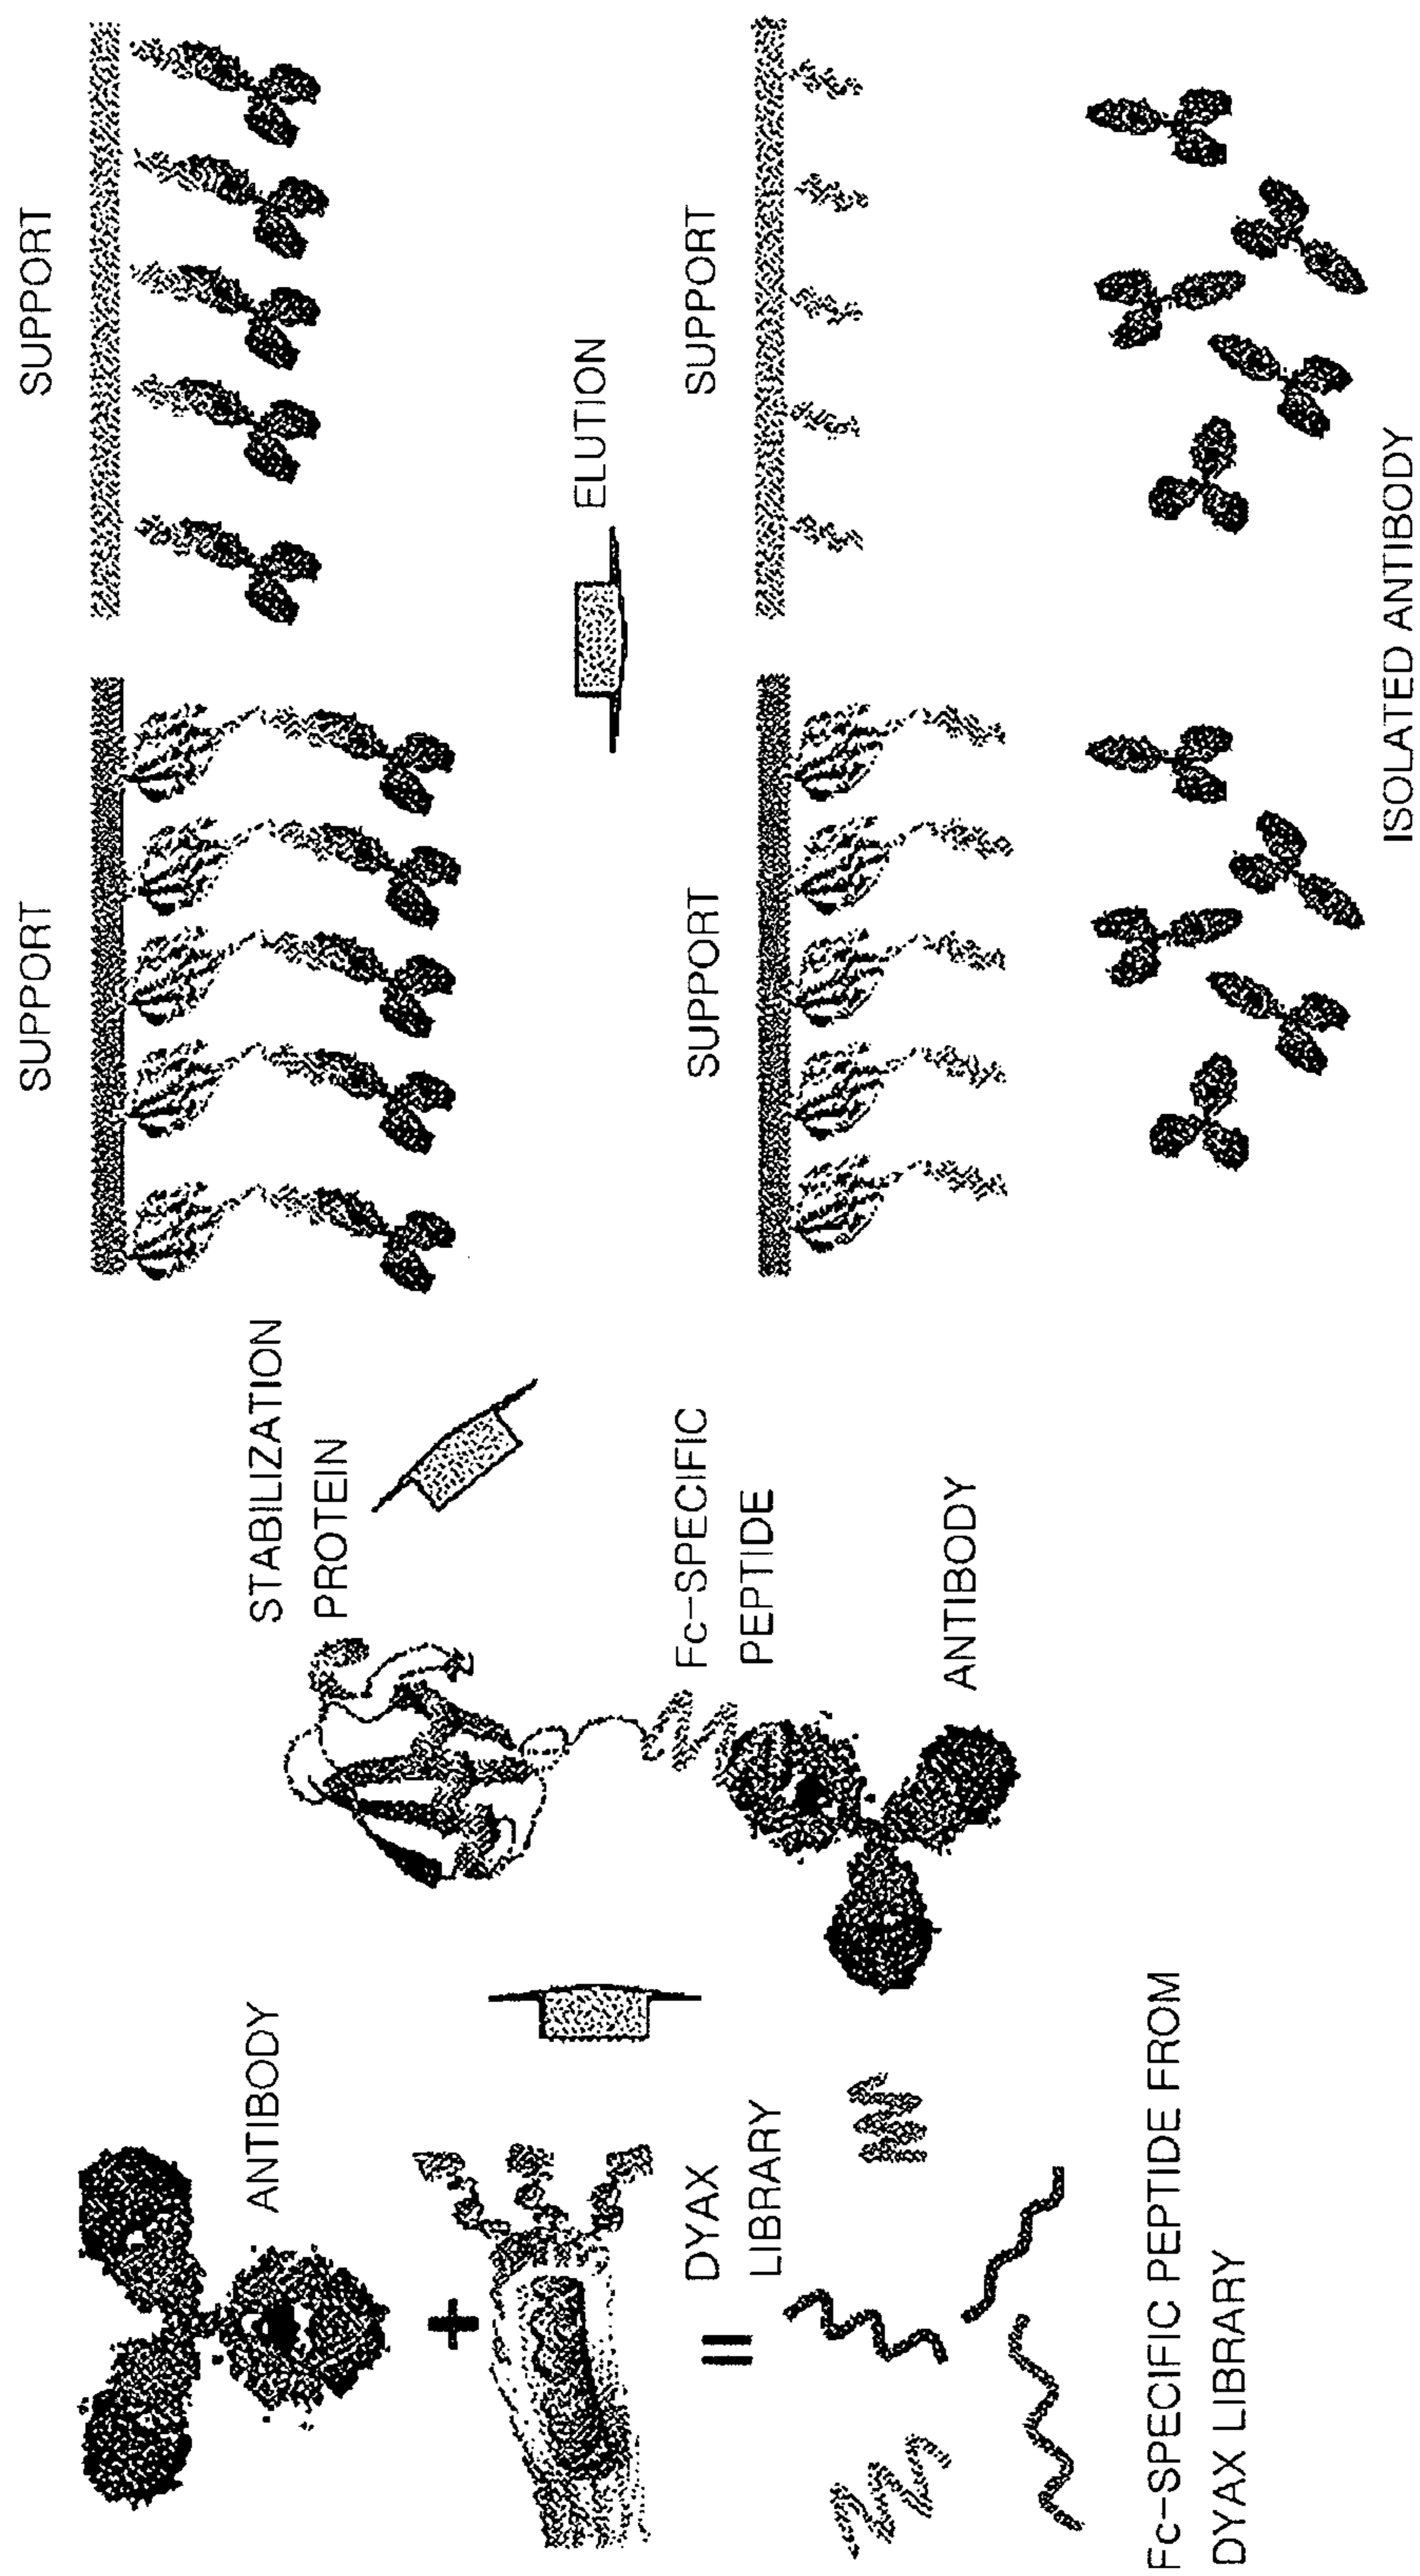 ANTIBODY
DYAX
LIBRARY
Fc-SPECIFIC PEPTIDE FROM
DYAX LIBRARY
STABILIZATION
PROTEIN
Fc-SPECIFIC
PEPTIDE
ANTIBODY
SUPPORT
SUPPORT
ELUTION
SUPPORT
SUPPORT
ISOLATED ANTIBODY